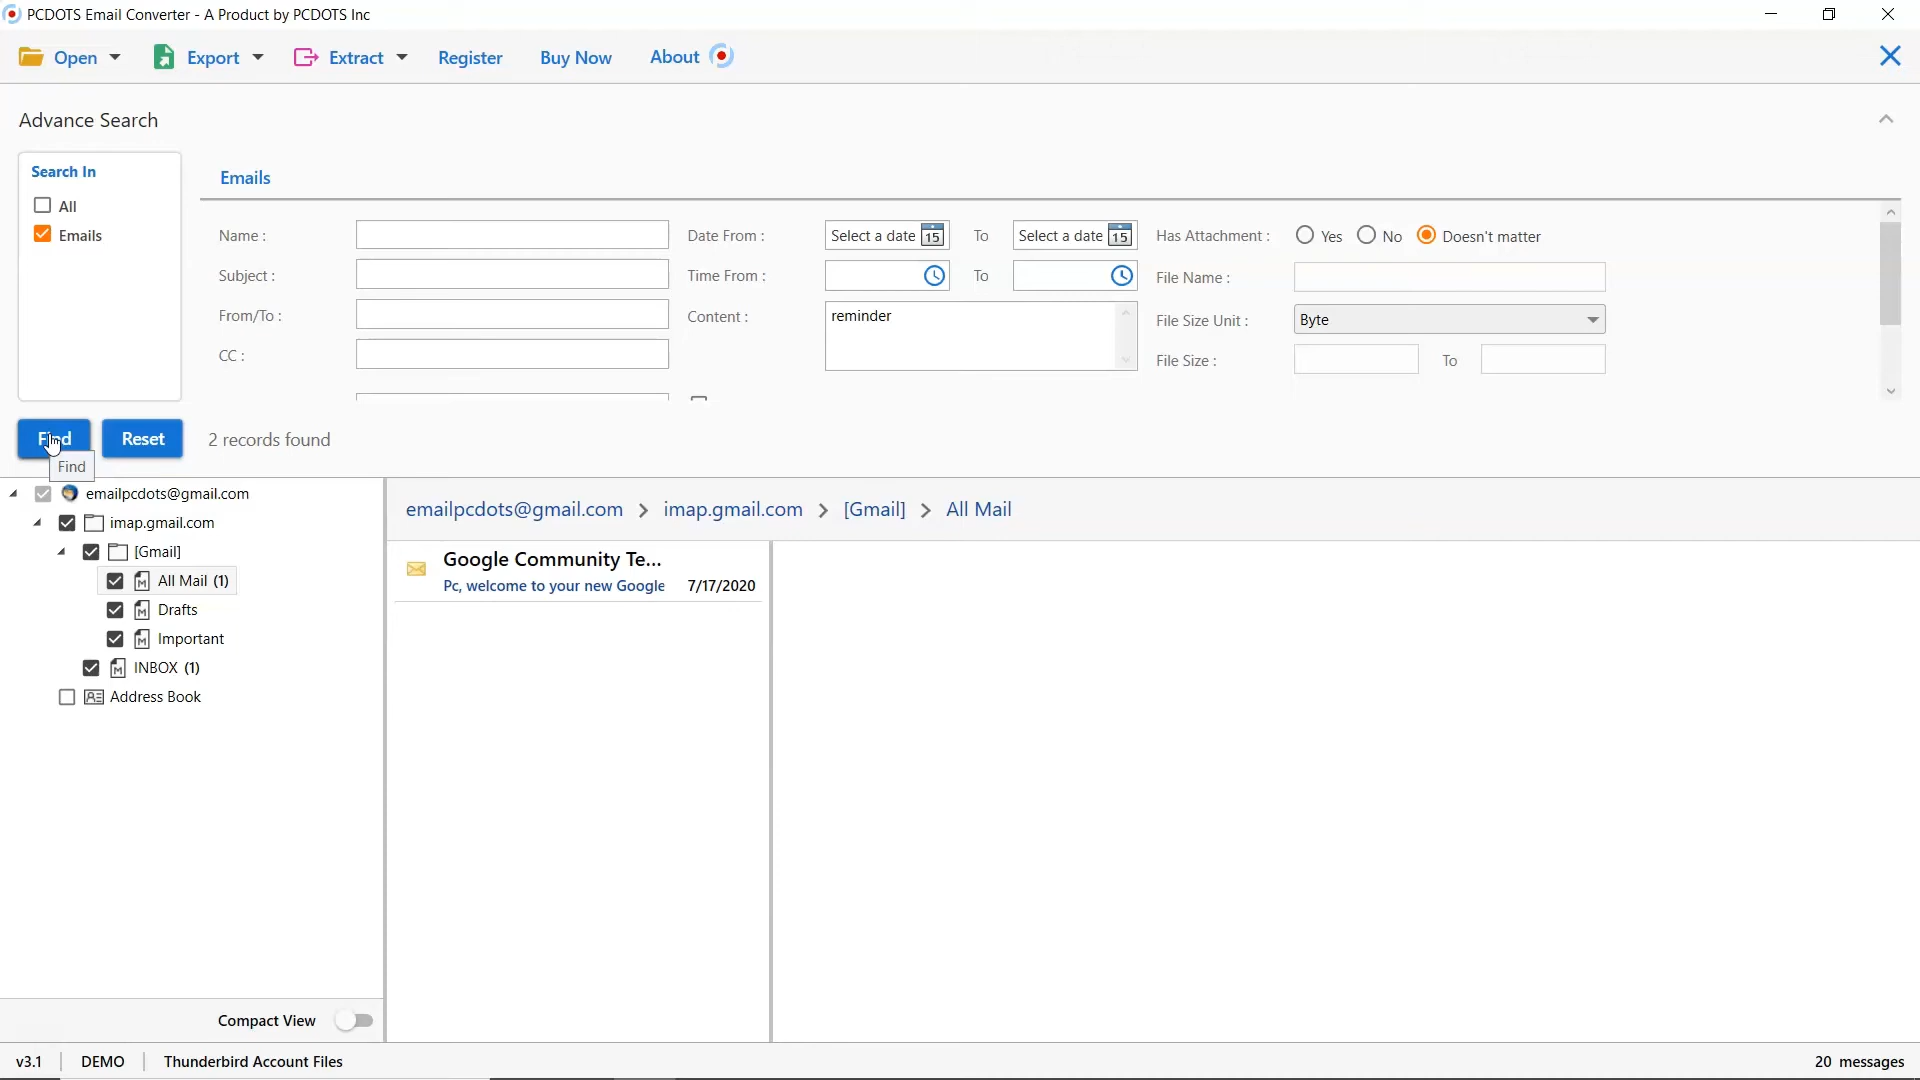 PCDOTS Email Converter - A Product by PCDOTS Inc
Open Export Extract Register Buy Now About
Advance Search
Search In
All
Emails
Emails
Name :
Subject :
From/To :
CC :
Date From : Select a date 15 To Select a date 15
Time From : To
Content : reminder
Has Attachment : Yes No Doesn't matter
File Name :
File Size Unit : Byte
File Size : To
Find Reset 2 records found
Find
emailpcdots@gmail.com
imap.gmail.com
[Gmail]
All Mail (1)
Drafts
Important
INBOX (1)
Address Book
emailpcdots@gmail.com > imap.gmail.com > [Gmail] > All Mail
Google Community Te...
Pc, welcome to your new Google 7/17/2020
Compact View
v3.1 DEMO Thunderbird Account Files 20 messages